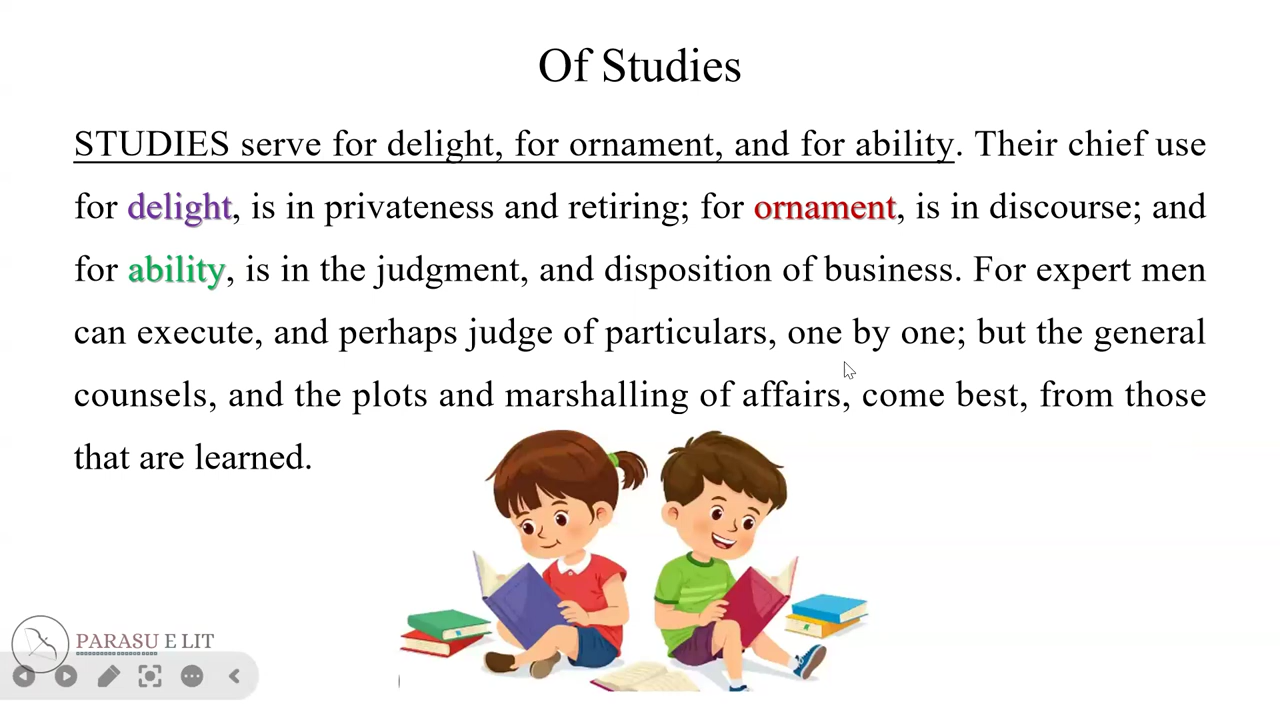 Of Studies
STUDIES serve for delight, for ornament, and for ability. Their chief use
for delight, is in privateness and retiring; for ornament, is in discourse; and
for ability, is in the judgment, and disposition of business. For expert men
can execute, and perhaps judge of particulars, one by one; but the general
counsels, and the plots and marshalling of affairs, come best, from those
that are learned.
PARASU E LIT